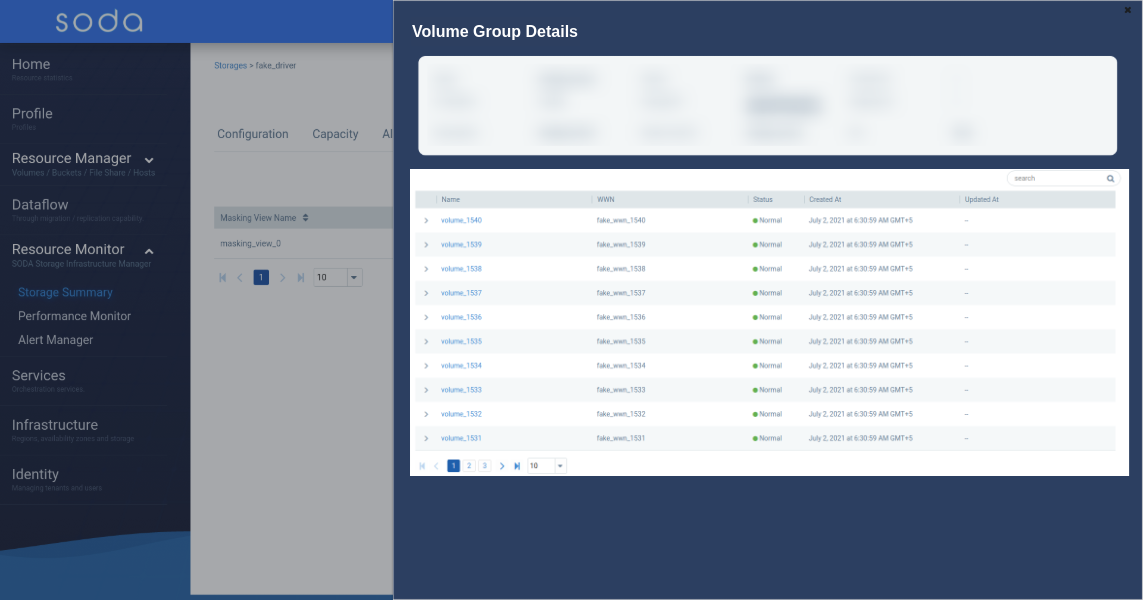 soda
Home
Resource statistics
Profile
Profiles
Resource Manager
Volumes / Buckets / File Share / Hosts
Dataflow
Through migration / replication capability
Resource Monitor
SODA Storage Infrastructure Manager
Storage Summary
Performance Monitor
Alert Manager
Services
Orchestration services
Infrastructure
Regions, availability zones and storage
Identity
Managing tenants and users
Storages > fake_driver
Configuration Capacity Al
Masking View Name
masking_view_0
1 10
×
Volume Group Details
search
Name WWN Status Created At Updated At
volume_1540 fake_wwn_1540 Normal July 2, 2021 at 6:30:59 AM GMT+5 --
volume_1539 fake_wwn_1539 Normal July 2, 2021 at 6:30:59 AM GMT+5 --
volume_1538 fake_wwn_1538 Normal July 2, 2021 at 6:30:59 AM GMT+5 --
volume_1537 fake_wwn_1537 Normal July 2, 2021 at 6:30:59 AM GMT+5 --
volume_1536 fake_wwn_1536 Normal July 2, 2021 at 6:30:59 AM GMT+5 --
volume_1535 fake_wwn_1535 Normal July 2, 2021 at 6:30:59 AM GMT+5 --
volume_1534 fake_wwn_1534 Normal July 2, 2021 at 6:30:59 AM GMT+5 --
volume_1533 fake_wwn_1533 Normal July 2, 2021 at 6:30:59 AM GMT+5 --
volume_1532 fake_wwn_1532 Normal July 2, 2021 at 6:30:59 AM GMT+5 --
volume_1531 fake_wwn_1531 Normal July 2, 2021 at 6:30:59 AM GMT+5 --
1 2 3 10